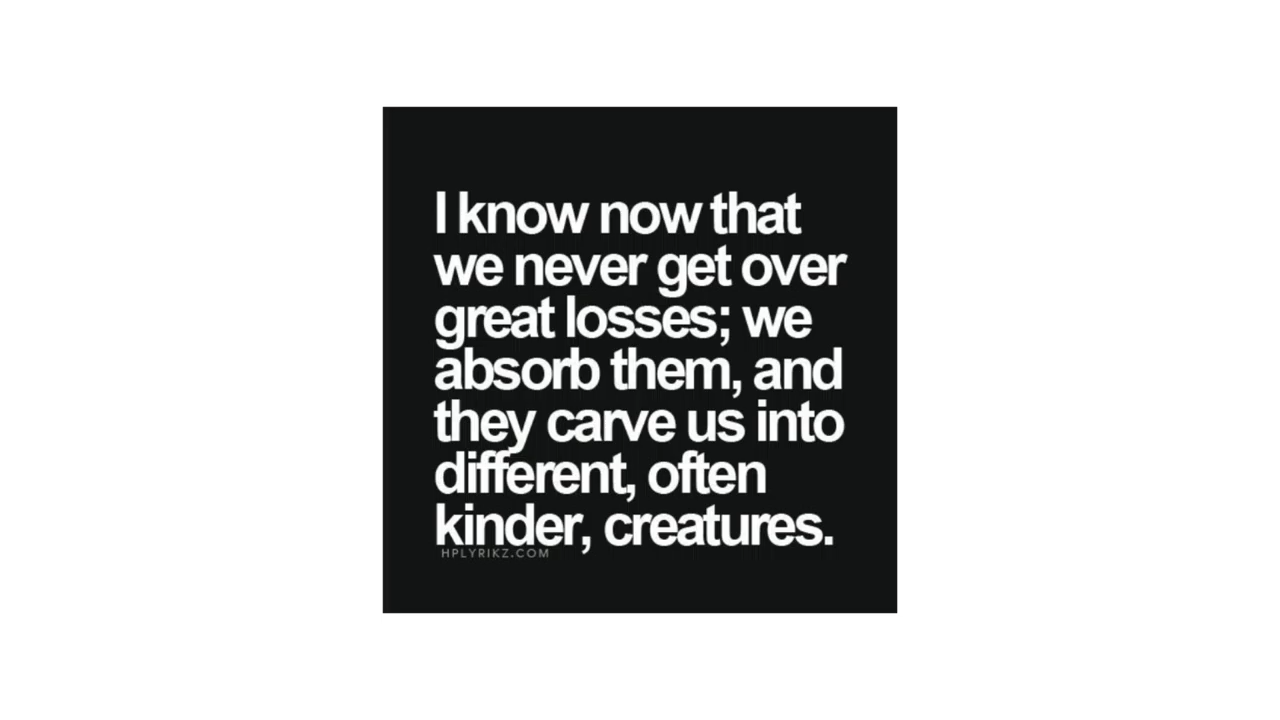 I know now that
we never get over
great losses; we
absorb them, and
they carve us into
different, often
kinder, creatures.
HPLYRIKZ.COM